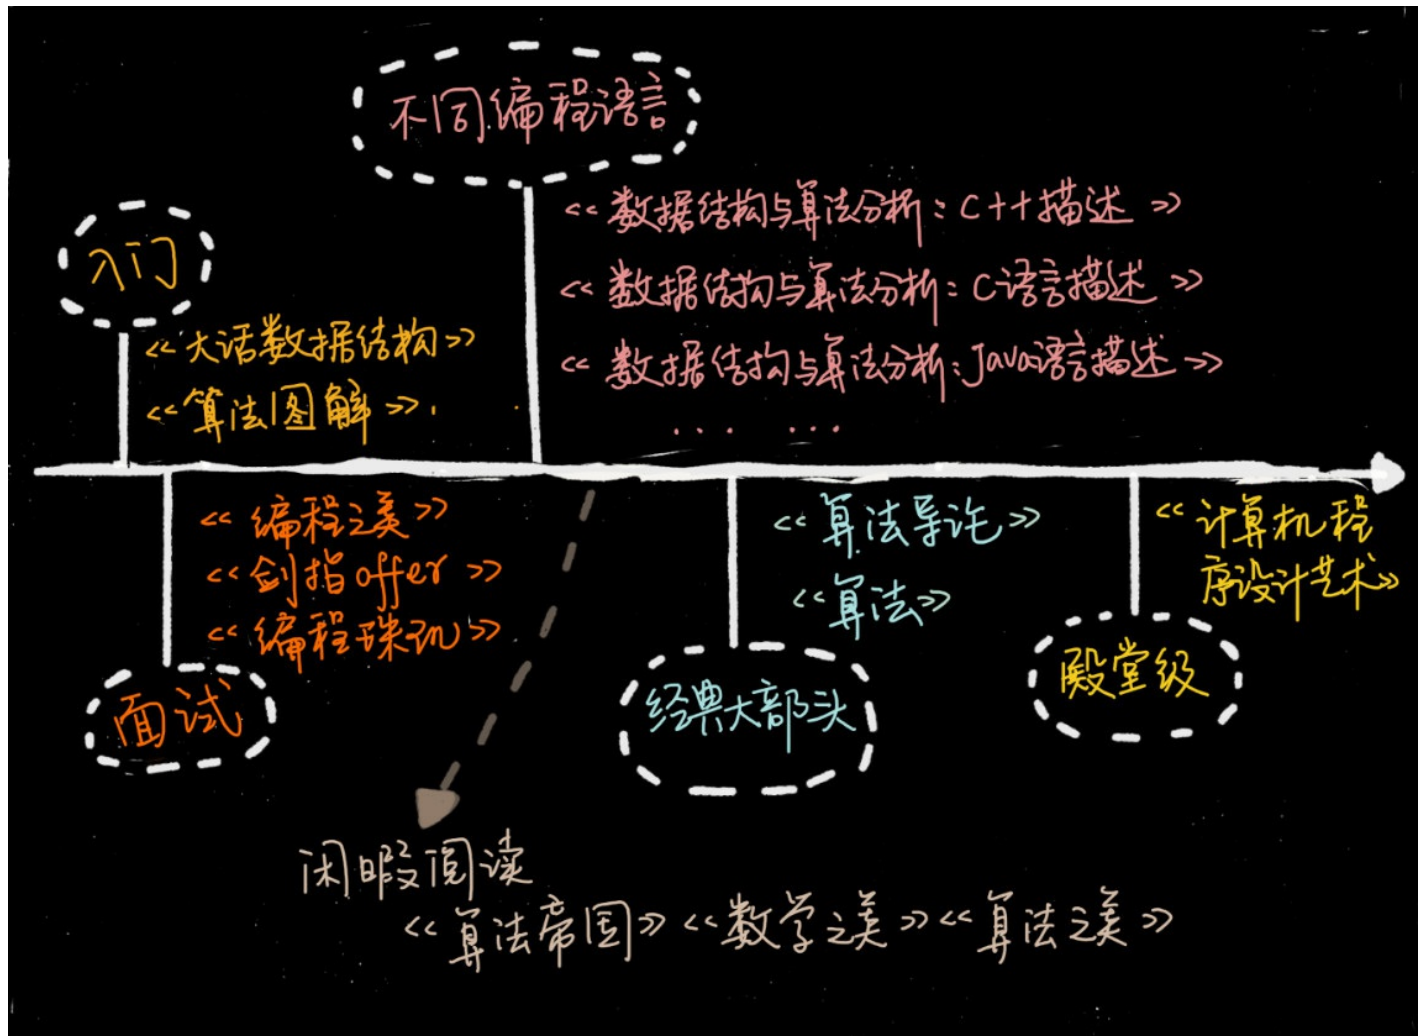 不同编程语言
<<数据结构与算法分析：C++描述>>
<<数据结构与算法分析：C语言描述>>
<<数据结构与算法分析：Java语言描述>>
... ...
入门
<<大话数据结构>>
<<算法图解>>.
<<编程之美>>
<<剑指offer>>
<<编程珠玑>>
面试
<<算法导论>>
<<算法>>
经典大部头
<<计算机程
序设计艺术>>
殿堂级
闲暇阅读
<<算法帝国>><<数学之美>><<算法之美>>